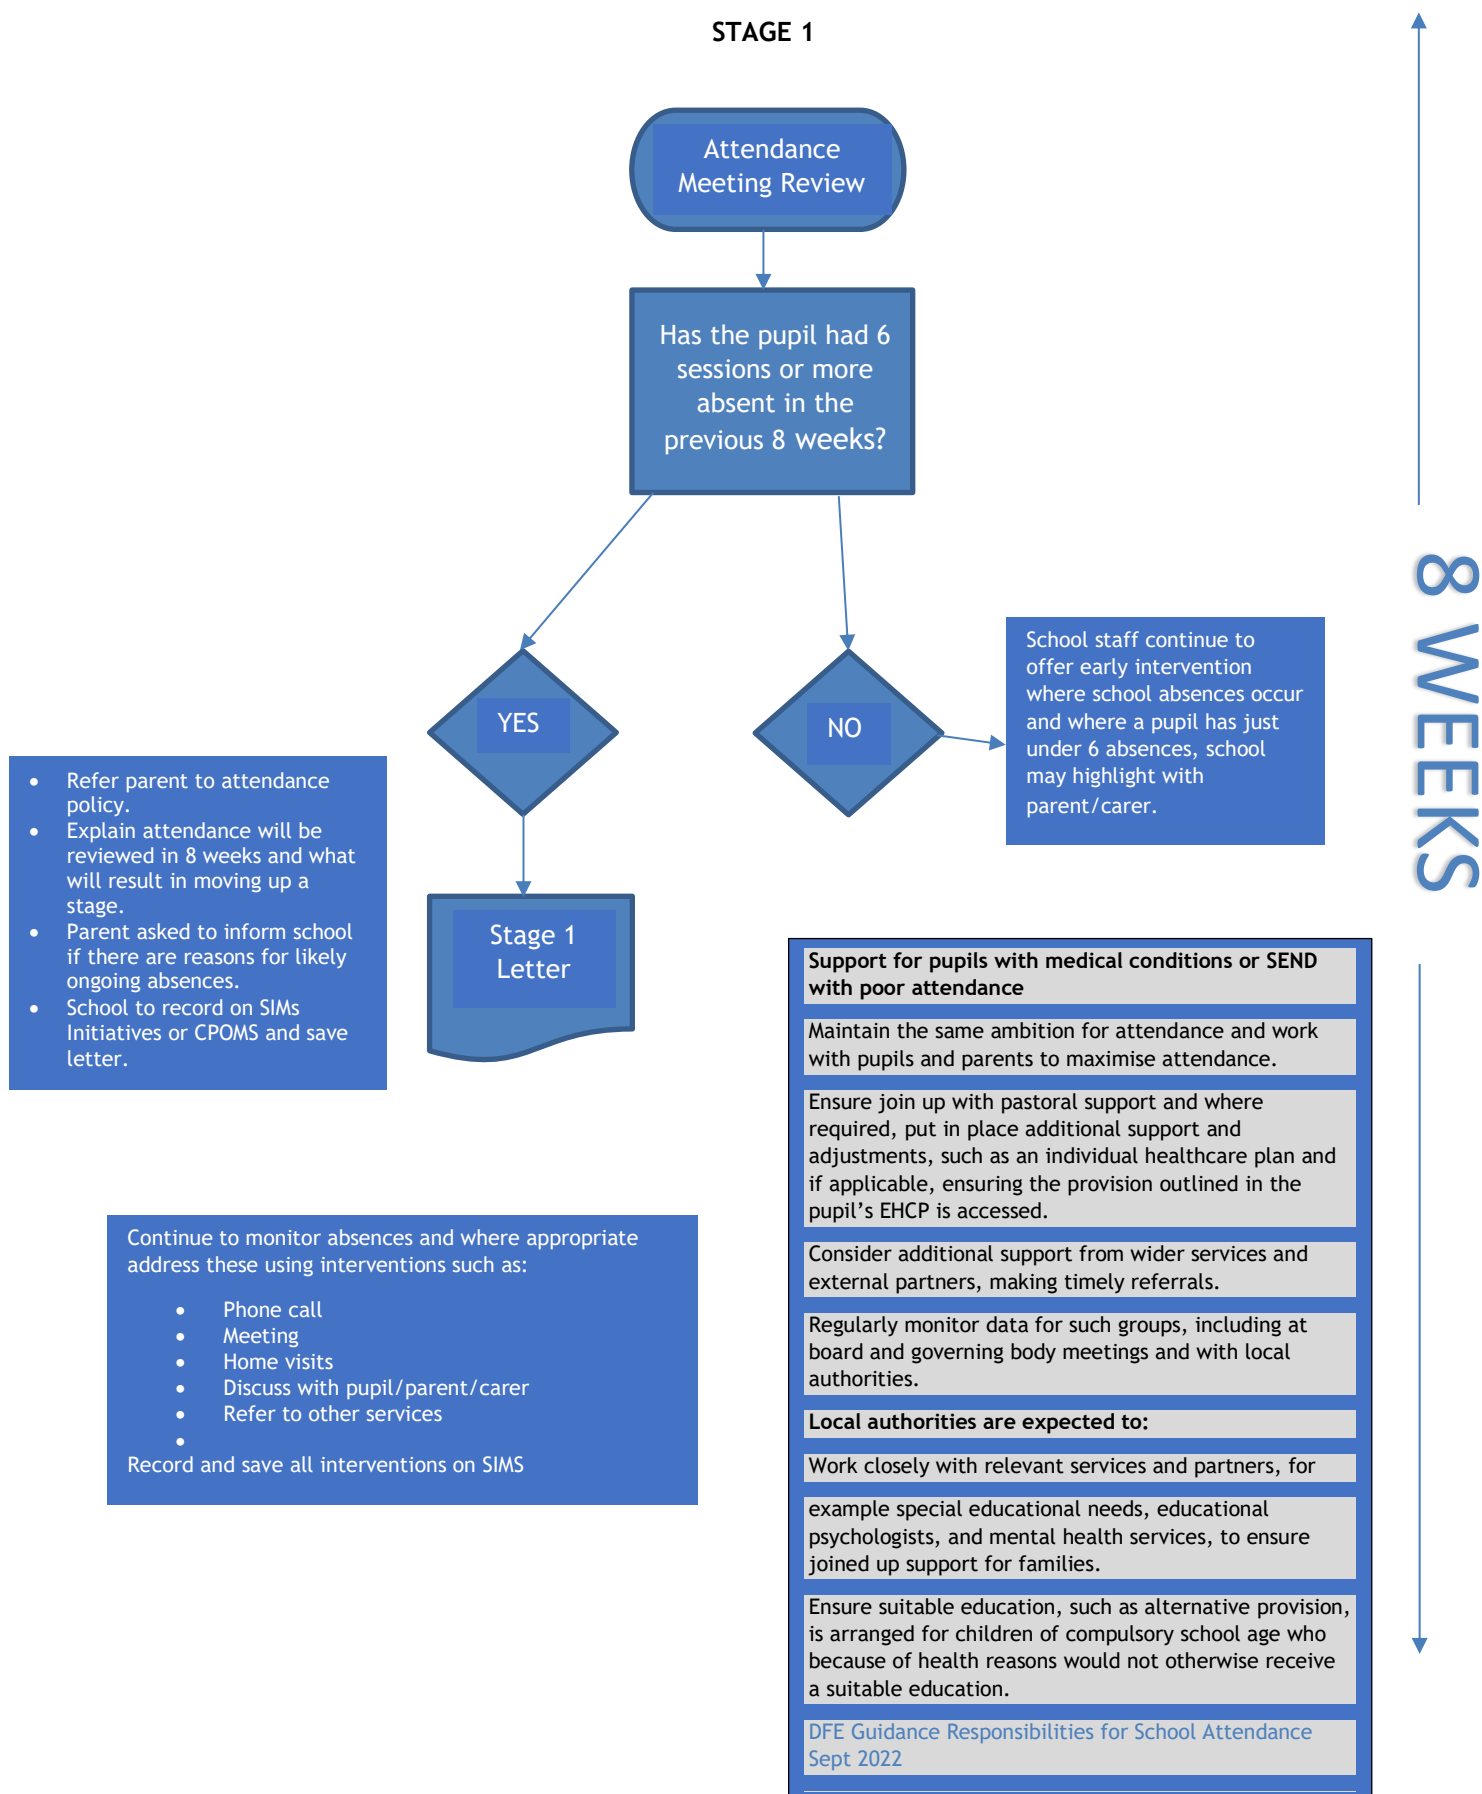 STAGE 1
Attendance
Meeting Review
Has the pupil had 6
sessions or more
absent in the
previous 8 weeks?
YES
NO
School staff continue to
offer early intervention
where school absences occur
and where a pupil has just
under 6 absences, school
may highlight with
parent/carer.
8 WEEKS
• Refer parent to attendance
policy.
• Explain attendance will be
reviewed in 8 weeks and what
will result in moving up a
stage.
• Parent asked to inform school
if there are reasons for likely
ongoing absences.
• School to record on SIMs
Initiatives or CPOMS and save
letter.
Stage 1
Letter
Support for pupils with medical conditions or SEND
with poor attendance
Maintain the same ambition for attendance and work
with pupils and parents to maximise attendance.
Ensure join up with pastoral support and where
required, put in place additional support and
adjustments, such as an individual healthcare plan and
if applicable, ensuring the provision outlined in the
pupil’s EHCP is accessed.
Consider additional support from wider services and
external partners, making timely referrals.
Regularly monitor data for such groups, including at
board and governing body meetings and with local
authorities.
Local authorities are expected to:
Work closely with relevant services and partners, for
example special educational needs, educational
psychologists, and mental health services, to ensure
joined up support for families.
Ensure suitable education, such as alternative provision,
is arranged for children of compulsory school age who
because of health reasons would not otherwise receive
a suitable education.
DFE Guidance Responsibilities for School Attendance
Sept 2022
Continue to monitor absences and where appropriate
address these using interventions such as:
• Phone call
• Meeting
• Home visits
• Discuss with pupil/parent/carer
• Refer to other services
•
Record and save all interventions on SIMS